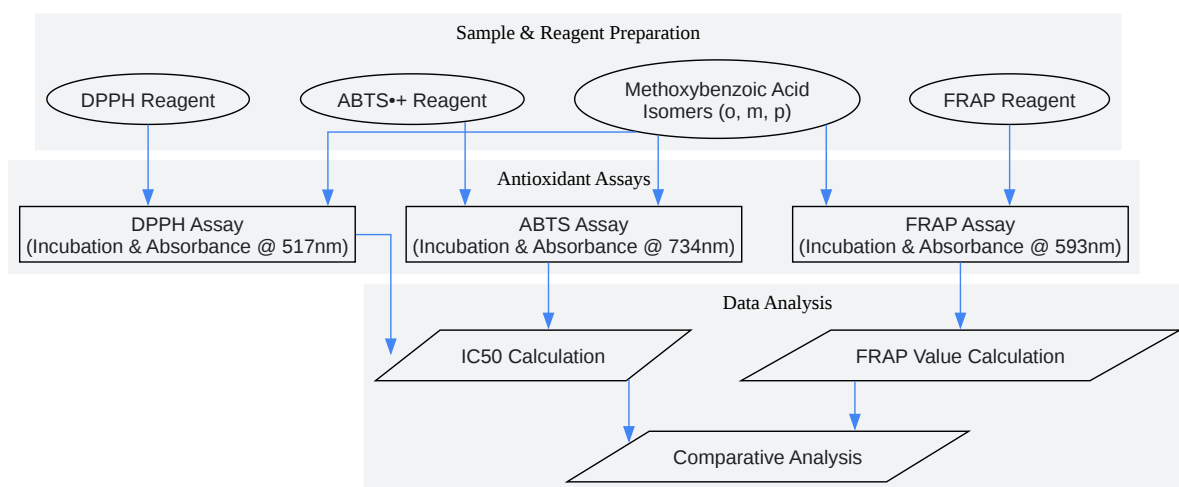 Sample & Reagent Preparation
DPPH Reagent
ABTS•+ Reagent
Methoxybenzoic Acid
Isomers (o, m, p)
FRAP Reagent
Antioxidant Assays
DPPH Assay
(Incubation & Absorbance @ 517nm)
ABTS Assay
(Incubation & Absorbance @ 734nm)
FRAP Assay
(Incubation & Absorbance @ 593nm)
Data Analysis
IC50 Calculation
FRAP Value Calculation
Comparative Analysis